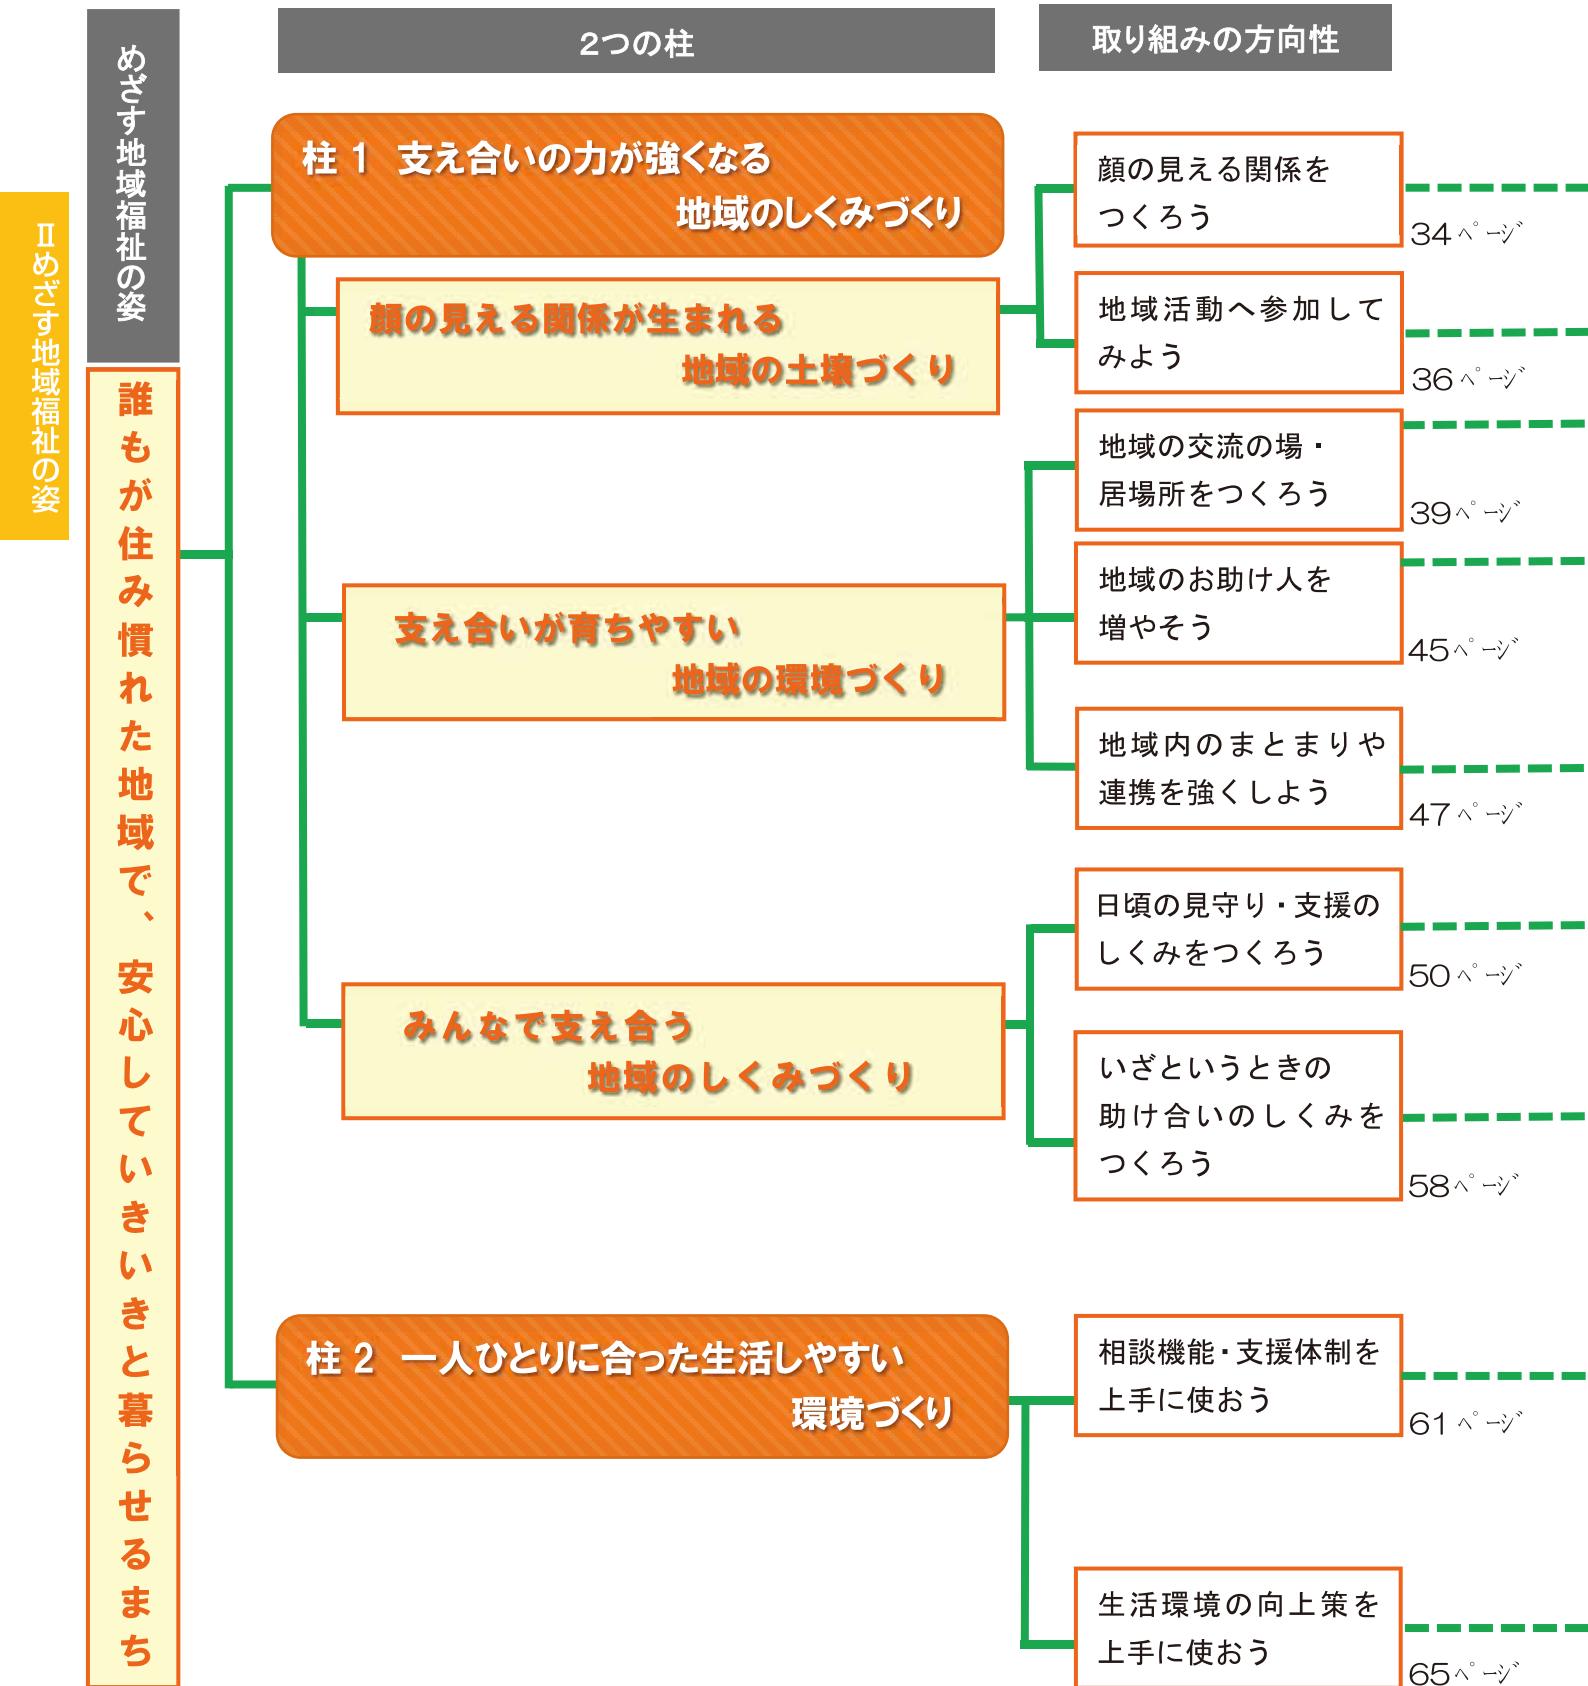 Ⅱめざす地域福祉の姿
めざす地域福祉の姿
誰もが住み慣れた地域で、安心していきいきと暮らせるまち
2つの柱
柱 1　支え合いの力が強くなる
地域のしくみづくり
顔の見える関係が生まれる
地域の土壌づくり
支え合いが育ちやすい
地域の環境づくり
みんなで支え合う
地域のしくみづくり
柱 2　一人ひとりに合った生活しやすい
環境づくり
取り組みの方向性
顔の見える関係を
つくろう
34ページ
地域活動へ参加して
みよう
36ページ
地域の交流の場・
居場所をつくろう
39ページ
地域のお助け人を
増やそう
45ページ
地域内のまとまりや
連携を強くしよう
47ページ
日頃の見守り・支援の
しくみをつくろう
50ページ
いざというときの
助け合いのしくみを
つくろう
58ページ
相談機能・支援体制を
上手に使おう
61ページ
生活環境の向上策を
上手に使おう
65ページ